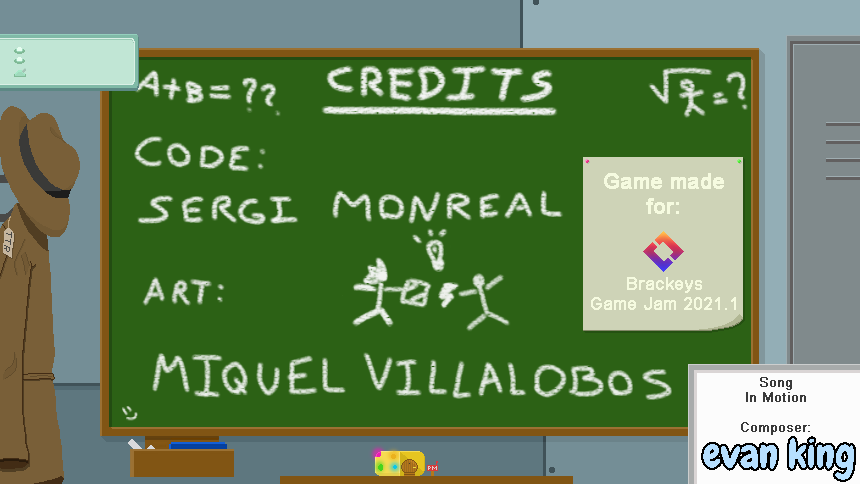 A+B=??
CREDITS
√ =?
CODE:
SERGI MONREAL
ART:
MIQUEL VILLALOBOS
Game made
for:
Brackeys
Game Jam 2021.1
Song
In Motion
Composer:
evan king
TTR